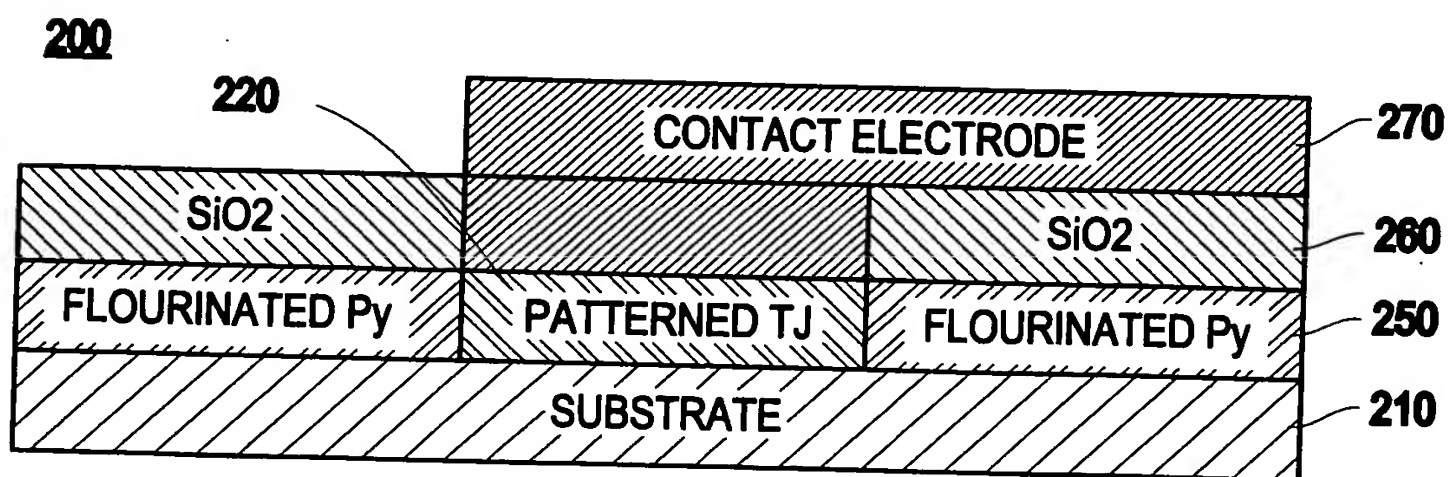 200
220
CONTACT ELECTRODE
270
SiO2
SiO2
260
FLOURINATED Py
PATTERNED TJ
FLOURINATED Py
250
SUBSTRATE
210